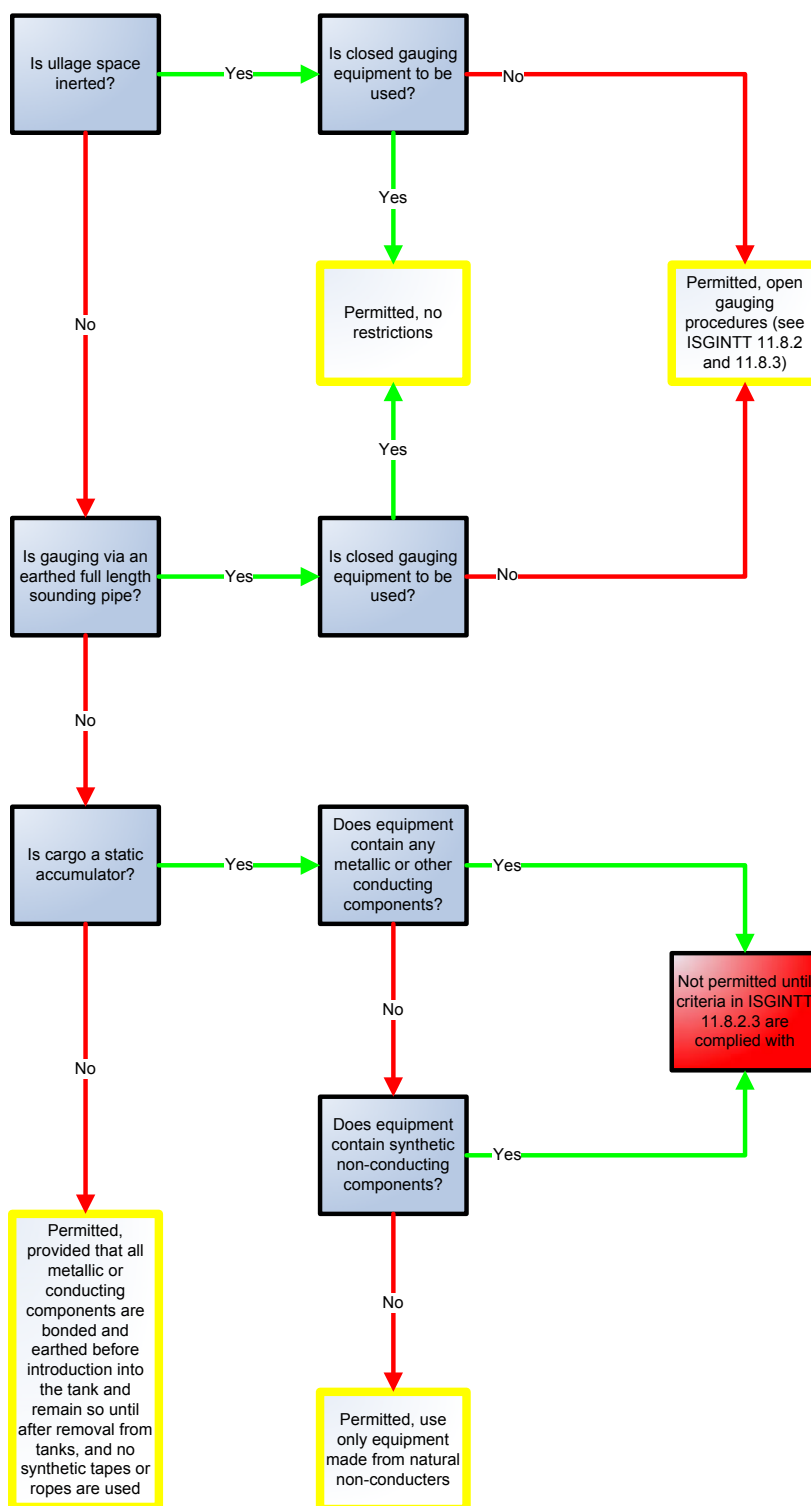 Is ullage space
inerted?
Yes
Is closed gauging
equipment to be
used?
No
Yes
No
Permitted, no
restrictions
Permitted, open
gauging
procedures (see
ISGINTT 11.8.2
and 11.8.3)
Yes
Is gauging via an
earthed full length
sounding pipe?
Yes
Is closed gauging
equipment to be
used?
No
No
Is cargo a static
accumulator?
Yes
Does equipment
contain any
metallic or other
conducting
components?
Yes
No
Not permitted until
criteria in ISGINTT
11.8.2.3 are
complied with
No
Does equipment
contain synthetic
non-conducting
components?
Yes
Permitted,
provided that all
metallic or
conducting
components are
bonded and
earthed before
introduction into
the tank and
remain so until
after removal from
tanks, and no
synthetic tapes or
ropes are used
No
Permitted, use
only equipment
made from natural
non-conducters